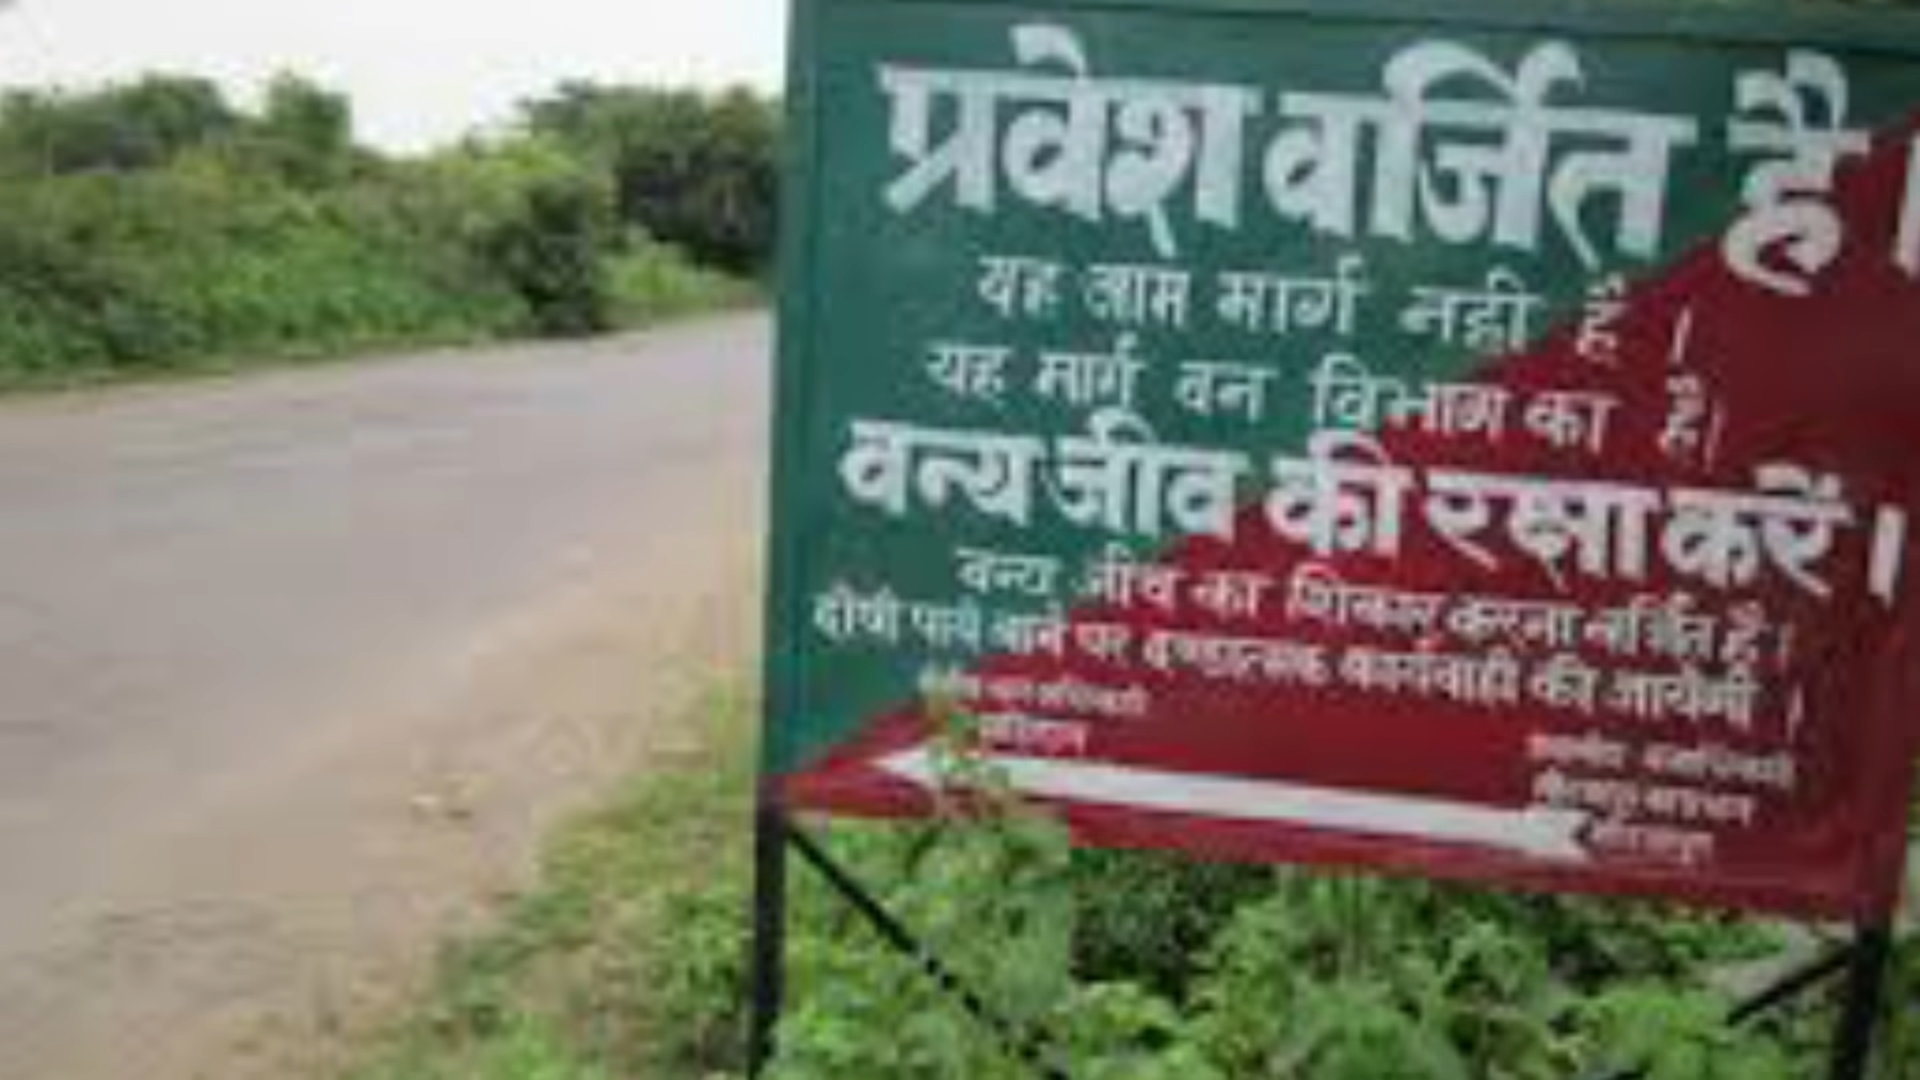 प्रवेश वर्जित है।
यह आम मार्ग नही है।
यह मार्ग वन विभाग का है।
वन्य जीव की रक्षा करें।
वन्य जीव का शिकार करना वर्जित है।
दोषी पाये जाने पर दण्डात्मक कार्यवाही की जायेगी ।